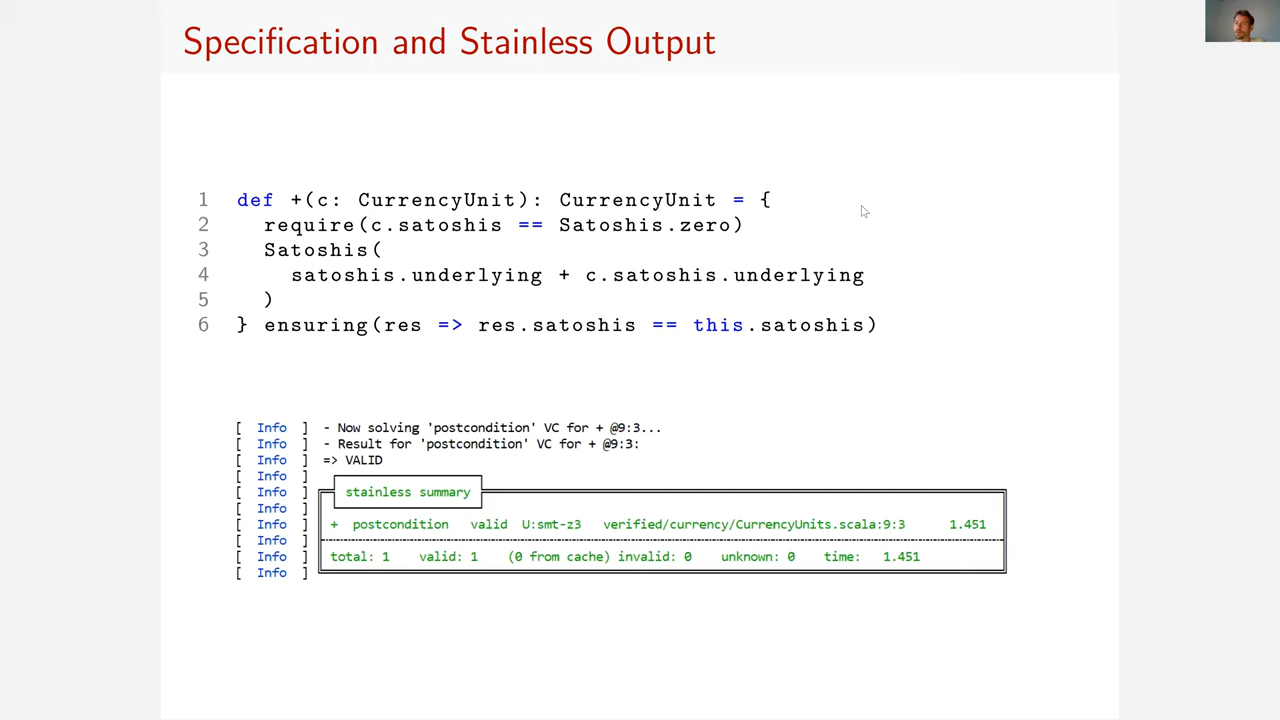 Specification and Stainless Output
1 def +(c: CurrencyUnit): CurrencyUnit = {
2 require(c.satoshis == Satoshis.zero)
3 Satoshis(
4 satoshis.underlying + c.satoshis.underlying
5 )
6 } ensuring(res => res.satoshis == this.satoshis)
[ Info ] - Now solving 'postcondition' VC for + @9:3...
[ Info ] - Result for 'postcondition' VC for + @9:3:
[ Info ] => VALID
[ Info ]
[ Info ] stainless summary
[ Info ]
[ Info ] + postcondition valid U:smt-z3 verified/currency/CurrencyUnits.scala:9:3 1.451
[ Info ]
[ Info ] total: 1 valid: 1 (0 from cache) invalid: 0 unknown: 0 time: 1.451
[ Info ]